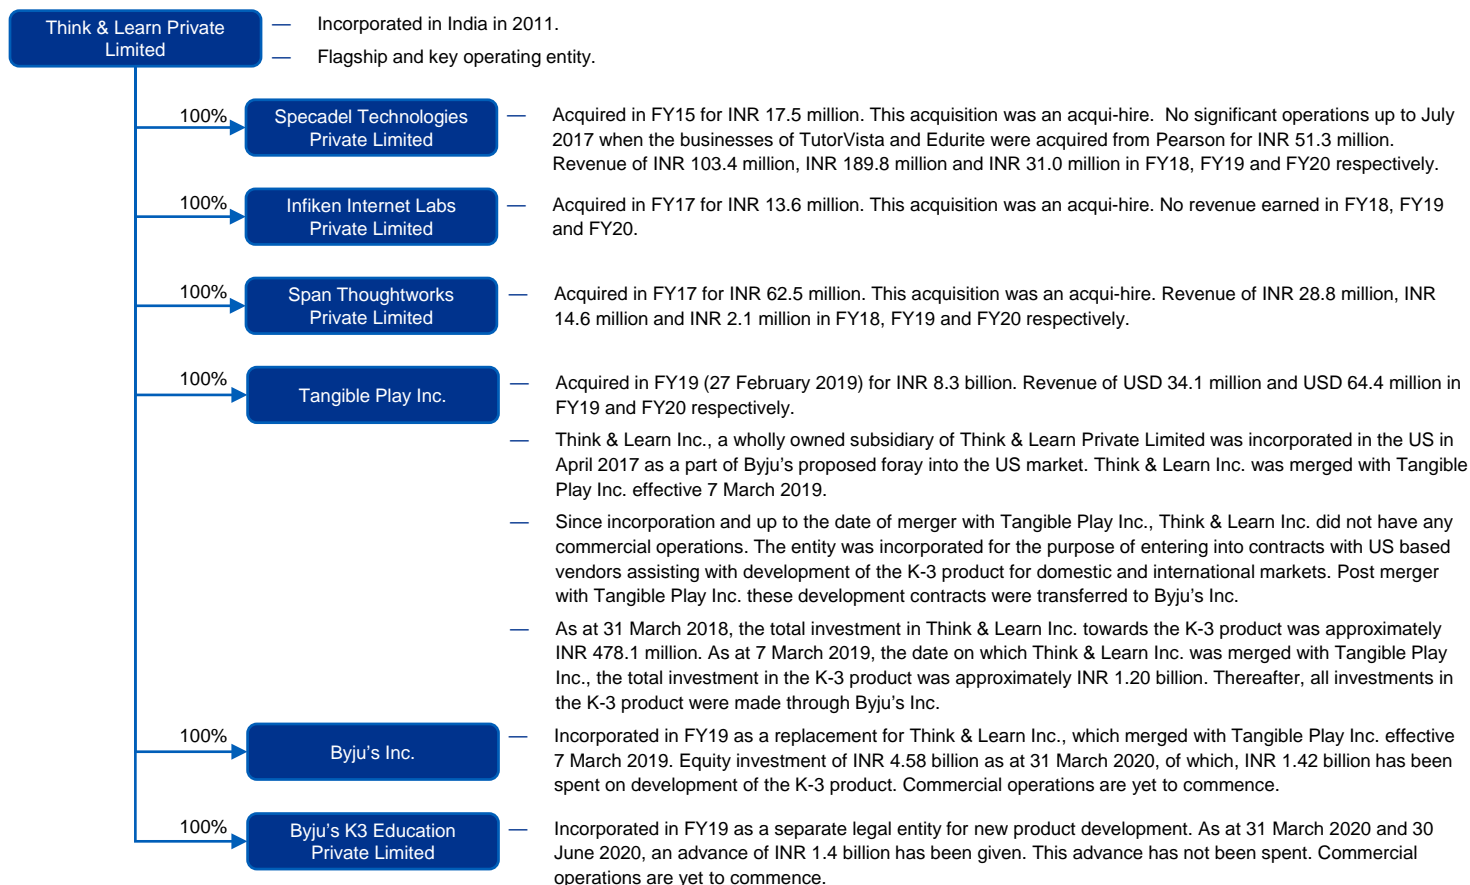 Think & Learn Private
Limited
— Incorporated in India in 2011.
— Flagship and key operating entity.
100%
Specadel Technologies
Private Limited
— Acquired in FY15 for INR 17.5 million. This acquisition was an acqui-hire. No significant operations up to July
2017 when the businesses of TutorVista and Edurite were acquired from Pearson for INR 51.3 million.
Revenue of INR 103.4 million, INR 189.8 million and INR 31.0 million in FY18, FY19 and FY20 respectively.
100%
Infiken Internet Labs
Private Limited
— Acquired in FY17 for INR 13.6 million. This acquisition was an acqui-hire. No revenue earned in FY18, FY19
and FY20.
100%
Span Thoughtworks
Private Limited
— Acquired in FY17 for INR 62.5 million. This acquisition was an acqui-hire. Revenue of INR 28.8 million, INR
14.6 million and INR 2.1 million in FY18, FY19 and FY20 respectively.
100%
Tangible Play Inc.
— Acquired in FY19 (27 February 2019) for INR 8.3 billion. Revenue of USD 34.1 million and USD 64.4 million in
FY19 and FY20 respectively.
— Think & Learn Inc., a wholly owned subsidiary of Think & Learn Private Limited was incorporated in the US in
April 2017 as a part of Byju's proposed foray into the US market. Think & Learn Inc. was merged with Tangible
Play Inc. effective 7 March 2019.
— Since incorporation and up to the date of merger with Tangible Play Inc., Think & Learn Inc. did not have any
commercial operations. The entity was incorporated for the purpose of entering into contracts with US based
vendors assisting with development of the K-3 product for domestic and international markets. Post merger
with Tangible Play Inc. these development contracts were transferred to Byju's Inc.
— As at 31 March 2018, the total investment in Think & Learn Inc. towards the K-3 product was approximately
INR 478.1 million. As at 7 March 2019, the date on which Think & Learn Inc. was merged with Tangible Play
Inc., the total investment in the K-3 product was approximately INR 1.20 billion. Thereafter, all investments in
the K-3 product were made through Byju's Inc.
100%
Byju's Inc.
— Incorporated in FY19 as a replacement for Think & Learn Inc., which merged with Tangible Play Inc. effective
7 March 2019. Equity investment of INR 4.58 billion as at 31 March 2020, of which, INR 1.42 billion has been
spent on development of the K-3 product. Commercial operations are yet to commence.
100%
Byju's K3 Education
Private Limited
— Incorporated in FY19 as a separate legal entity for new product development. As at 31 March 2020 and 30
June 2020, an advance of INR 1.4 billion has been given. This advance has not been spent. Commercial
operations are yet to commence.